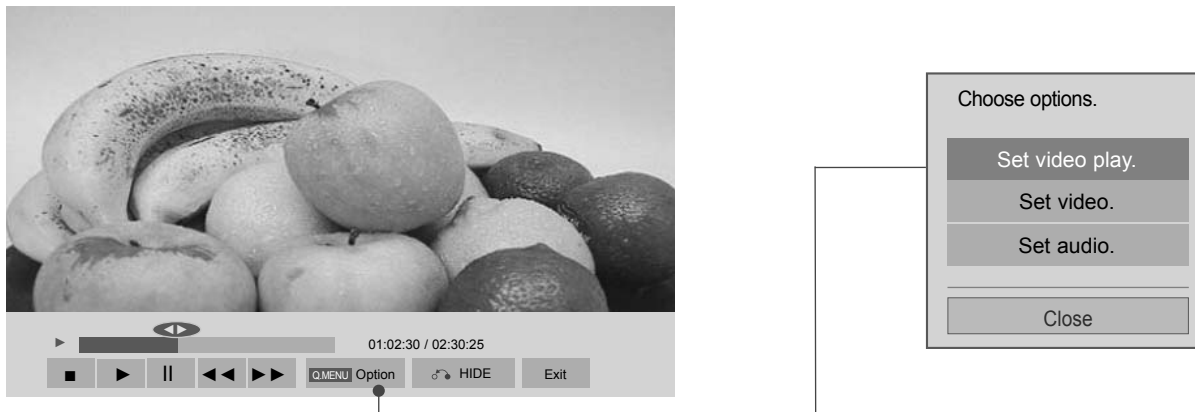 01:02:30 / 02:30:25
Q.MENU Option
HIDE
Exit
Choose options.
Set video play.
Set video.
Set audio.
Close